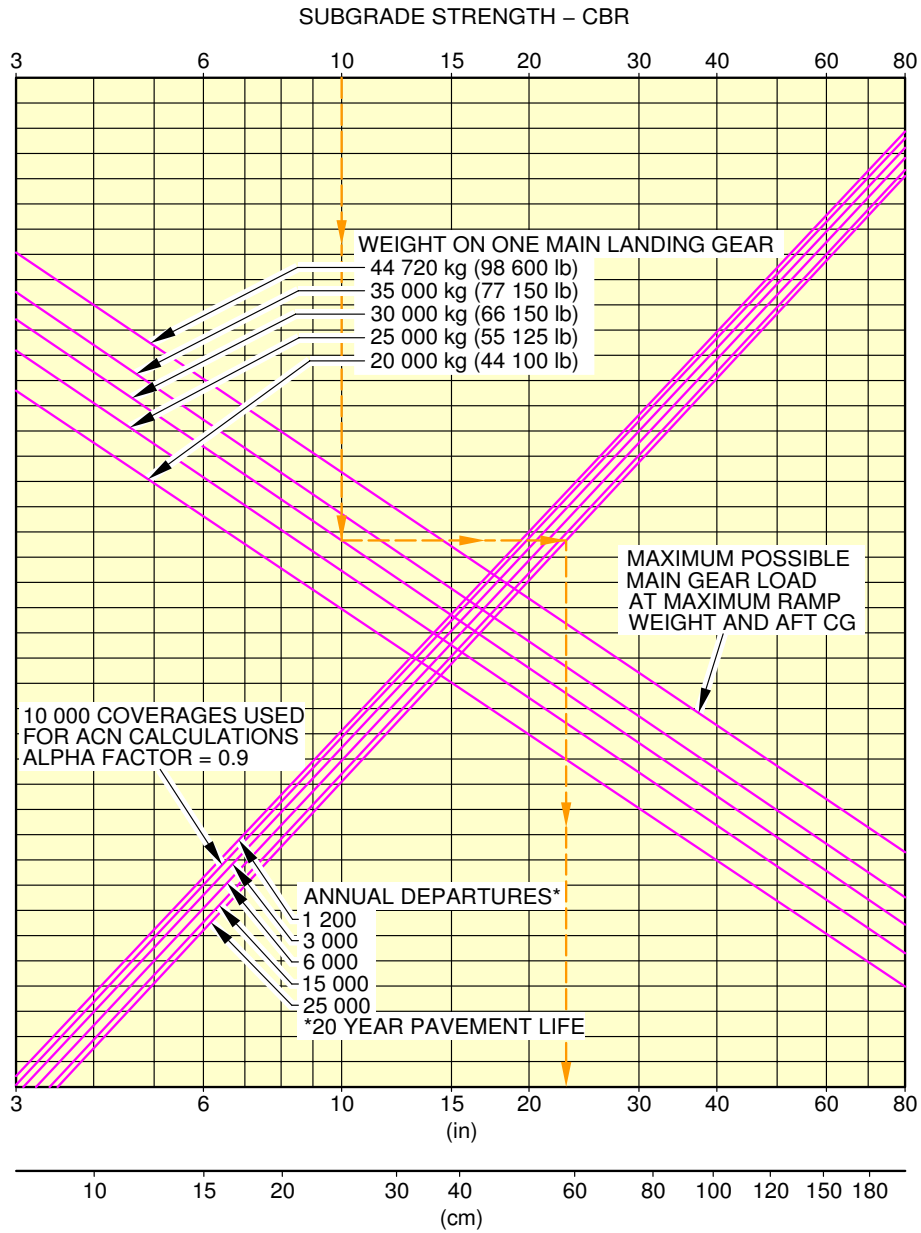 SUBGRADE STRENGTH – CBR
3 6 10 15 20 30 40 60 80
WEIGHT ON ONE MAIN LANDING GEAR
44 720 kg (98 600 lb)
35 000 kg (77 150 lb)
30 000 kg (66 150 lb)
25 000 kg (55 125 lb)
20 000 kg (44 100 lb)
MAXIMUM POSSIBLE
MAIN GEAR LOAD
AT MAXIMUM RAMP
WEIGHT AND AFT CG
10 000 COVERAGES USED
FOR ACN CALCULATIONS
ALPHA FACTOR = 0.9
ANNUAL DEPARTURES*
1 200
3 000
6 000
15 000
25 000
*20 YEAR PAVEMENT LIFE
3 6 10 15 20 30 40 60 80
(in)
10 15 20 30 40 60 80 100 120 150 180
(cm)